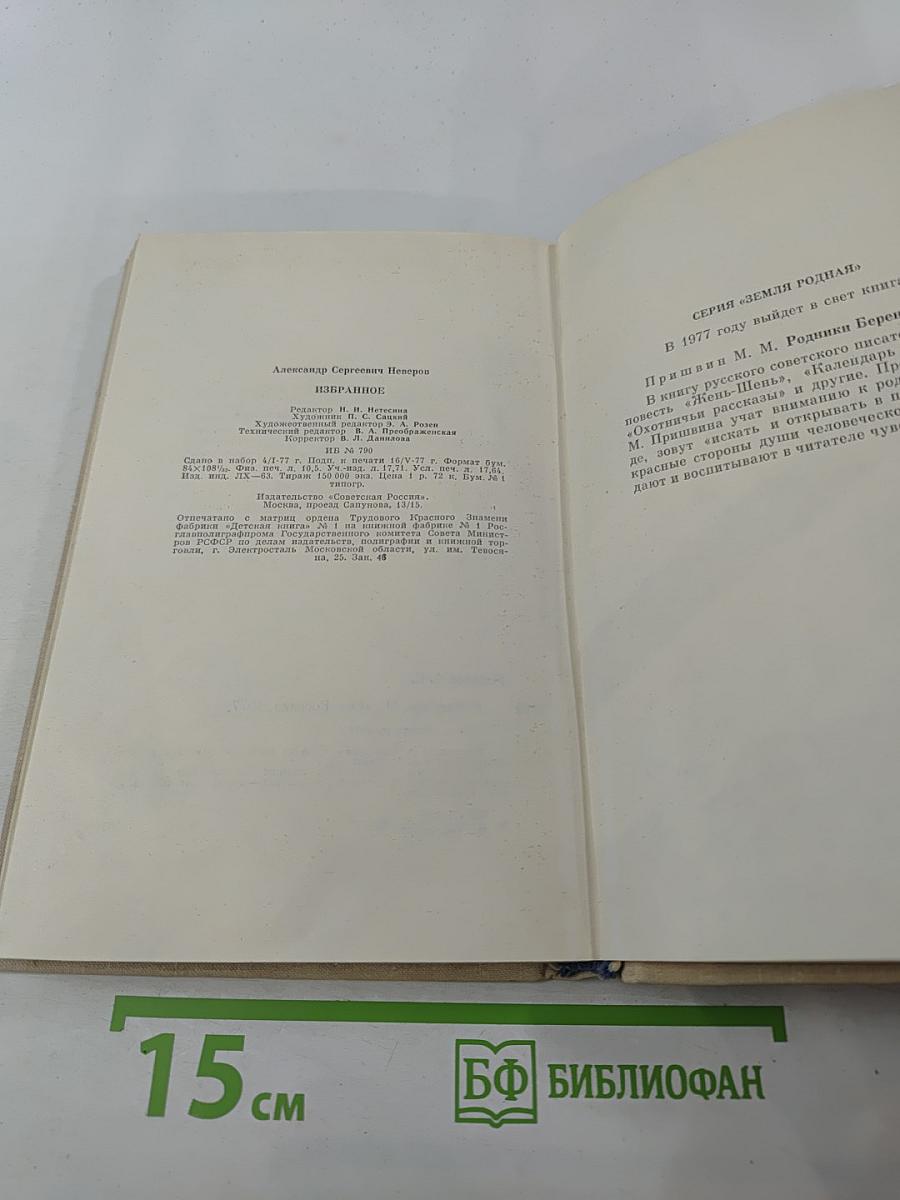 Александр Сергеевич Неверов
ИЗБРАННОЕ
Редактор Н. И. Нетесина
Художник П. С. Сацкий
Художественный редактор Э. А. Розен
Технический редактор В. А. Преображенская
Корректор В. Л. Данилова
ИБ № 790
Сдано в набор 4/I-77 г. Подп. к печати 16/V-77 г. Формат бум.
84×108¹/₃₂. Физ. печ. л. 10,5. Уч.-изд. л. 17,71. Усл. печ. л. 17,64.
Изд. инд. ЛХ—63. Тираж 150 000 экз. Цена 1 р. 72 к. Бум. № 1
типогр.
Издательство «Советская Россия».
Москва, проезд Сапунова, 13/15.
Отпечатано с матриц ордена Трудового Красного Знамени
фабрики «Детская книга» № 1 на книжной фабрике № 1 Рос-
главполиграфпрома Государственного комитета Совета Минист-
ров РСФСР по делам издательств, полиграфии и книжной тор-
говли, г. Электросталь Московской области, ул. им. Тевося-
на, 25. Зак. 46
СЕРИЯ «ЗЕМЛЯ РОДНАЯ»
В 1977 году выйдет в свет книга
Пришвин М. М. Родники Берен
В книгу русского советского писат
повесть «Жень-Шень», «Календарь
«Охотничьи рассказы» и другие. Пр
М. Пришвина учат вниманию к род
де, зовут «искать и открывать в п
красные стороны души человеческо
дают и воспитывают в читателе чув
15 см
БФ БИБЛИОФАН